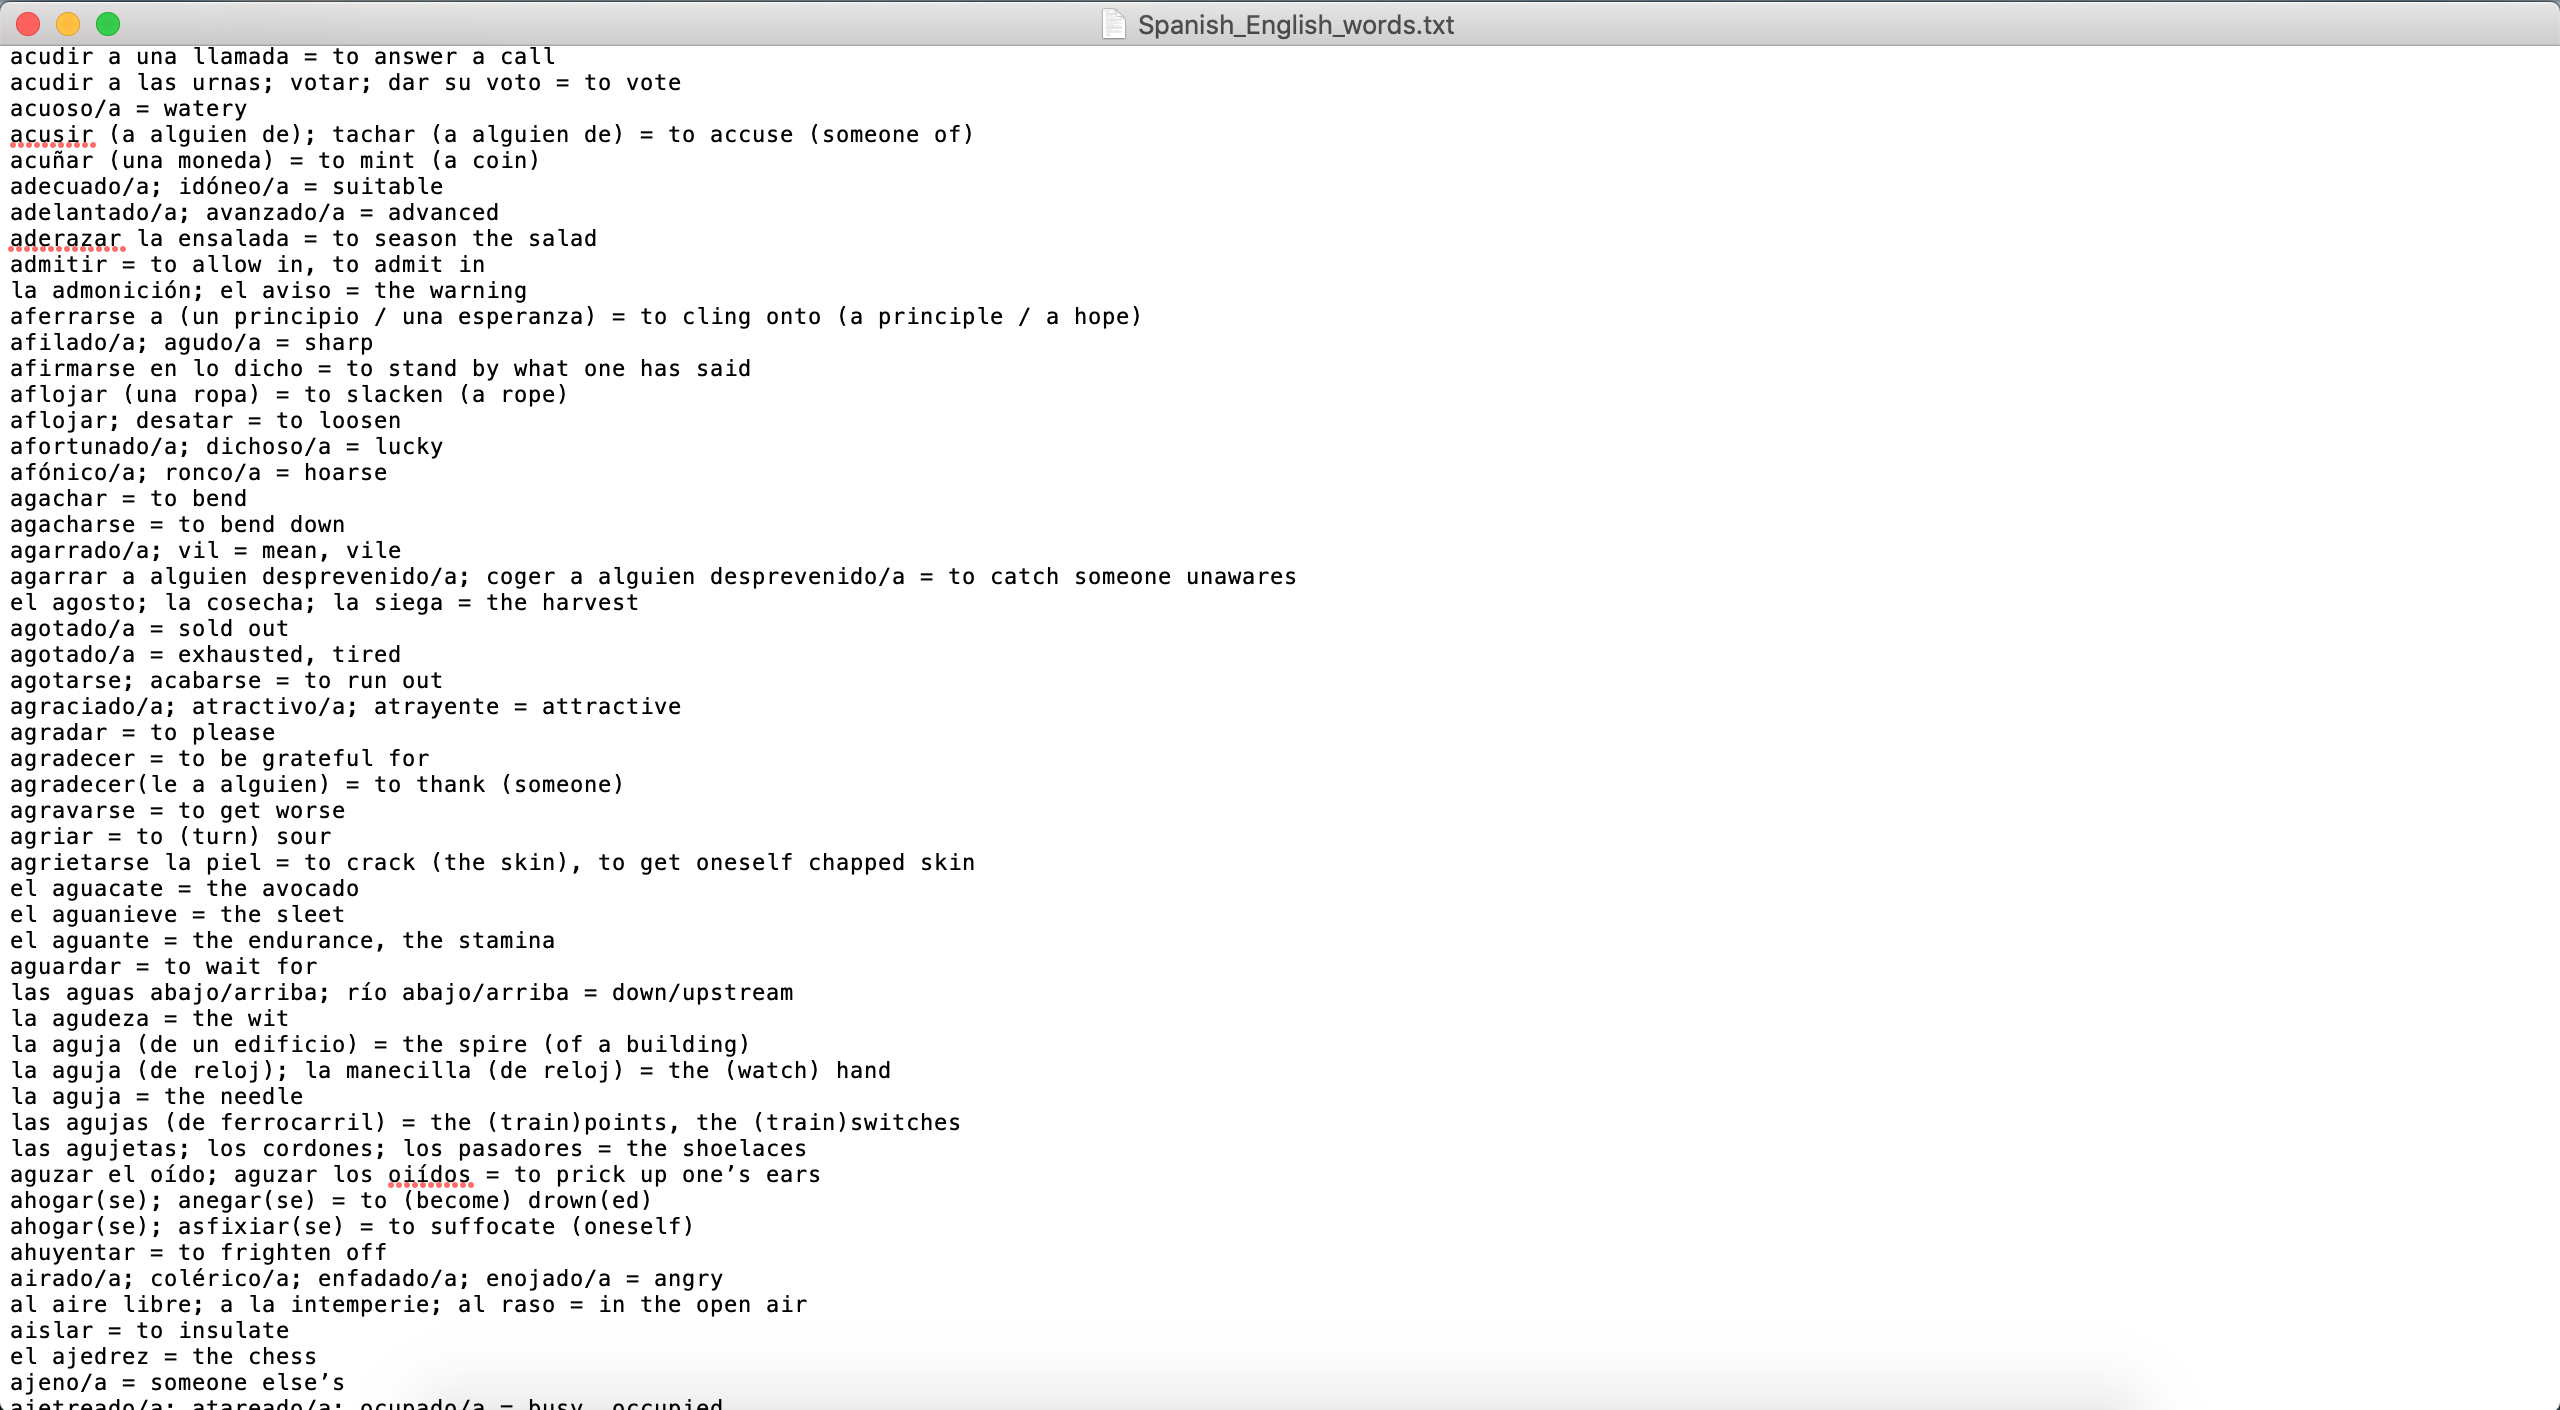 Spanish_English_words.txt
acudir a una llamada = to answer a call
acudir a las urnas; votar; dar su voto = to vote
acuoso/a = watery
acusir (a alguien de); tachar (a alguien de) = to accuse (someone of)
acuñar (una moneda) = to mint (a coin)
adecuado/a; idóneo/a = suitable
adelantado/a; avanzado/a = advanced
aderazar la ensalada = to season the salad
admitir = to allow in, to admit in
la admonición; el aviso = the warning
aferrarse a (un principio / una esperanza) = to cling onto (a principle / a hope)
afilado/a; agudo/a = sharp
afirmarse en lo dicho = to stand by what one has said
aflojar (una ropa) = to slacken (a rope)
aflojar; desatar = to loosen
afortunado/a; dichoso/a = lucky
afónico/a; ronco/a = hoarse
agachar = to bend
agacharse = to bend down
agarrado/a; vil = mean, vile
agarrar a alguien desprevenido/a; coger a alguien desprevenido/a = to catch someone unawares
el agosto; la cosecha; la siega = the harvest
agotado/a = sold out
agotado/a = exhausted, tired
agotarse; acabarse = to run out
agraciado/a; atractivo/a; atrayente = attractive
agradar = to please
agradecer = to be grateful for
agradecer(le a alguien) = to thank (someone)
agravarse = to get worse
agriar = to (turn) sour
agrietarse la piel = to crack (the skin), to get oneself chapped skin
el aguacate = the avocado
el aguanieve = the sleet
el aguante = the endurance, the stamina
aguardar = to wait for
las aguas abajo/arriba; río abajo/arriba = down/upstream
la agudeza = the wit
la aguja (de un edificio) = the spire (of a building)
la aguja (de reloj); la manecilla (de reloj) = the (watch) hand
la aguja = the needle
las agujas (de ferrocarril) = the (train)points, the (train)switches
las agujetas; los cordones; los pasadores = the shoelaces
aguzar el oído; aguzar los oiídos = to prick up one’s ears
ahogar(se); anegar(se) = to (become) drown(ed)
ahogar(se); asfixiar(se) = to suffocate (oneself)
ahuyentar = to frighten off
airado/a; colérico/a; enfadado/a; enojado/a = angry
al aire libre; a la intemperie; al raso = in the open air
aislar = to insulate
el ajedrez = the chess
ajeno/a = someone else’s
ajetreado/a; atareado/a; ocupado/a = busy, occupied